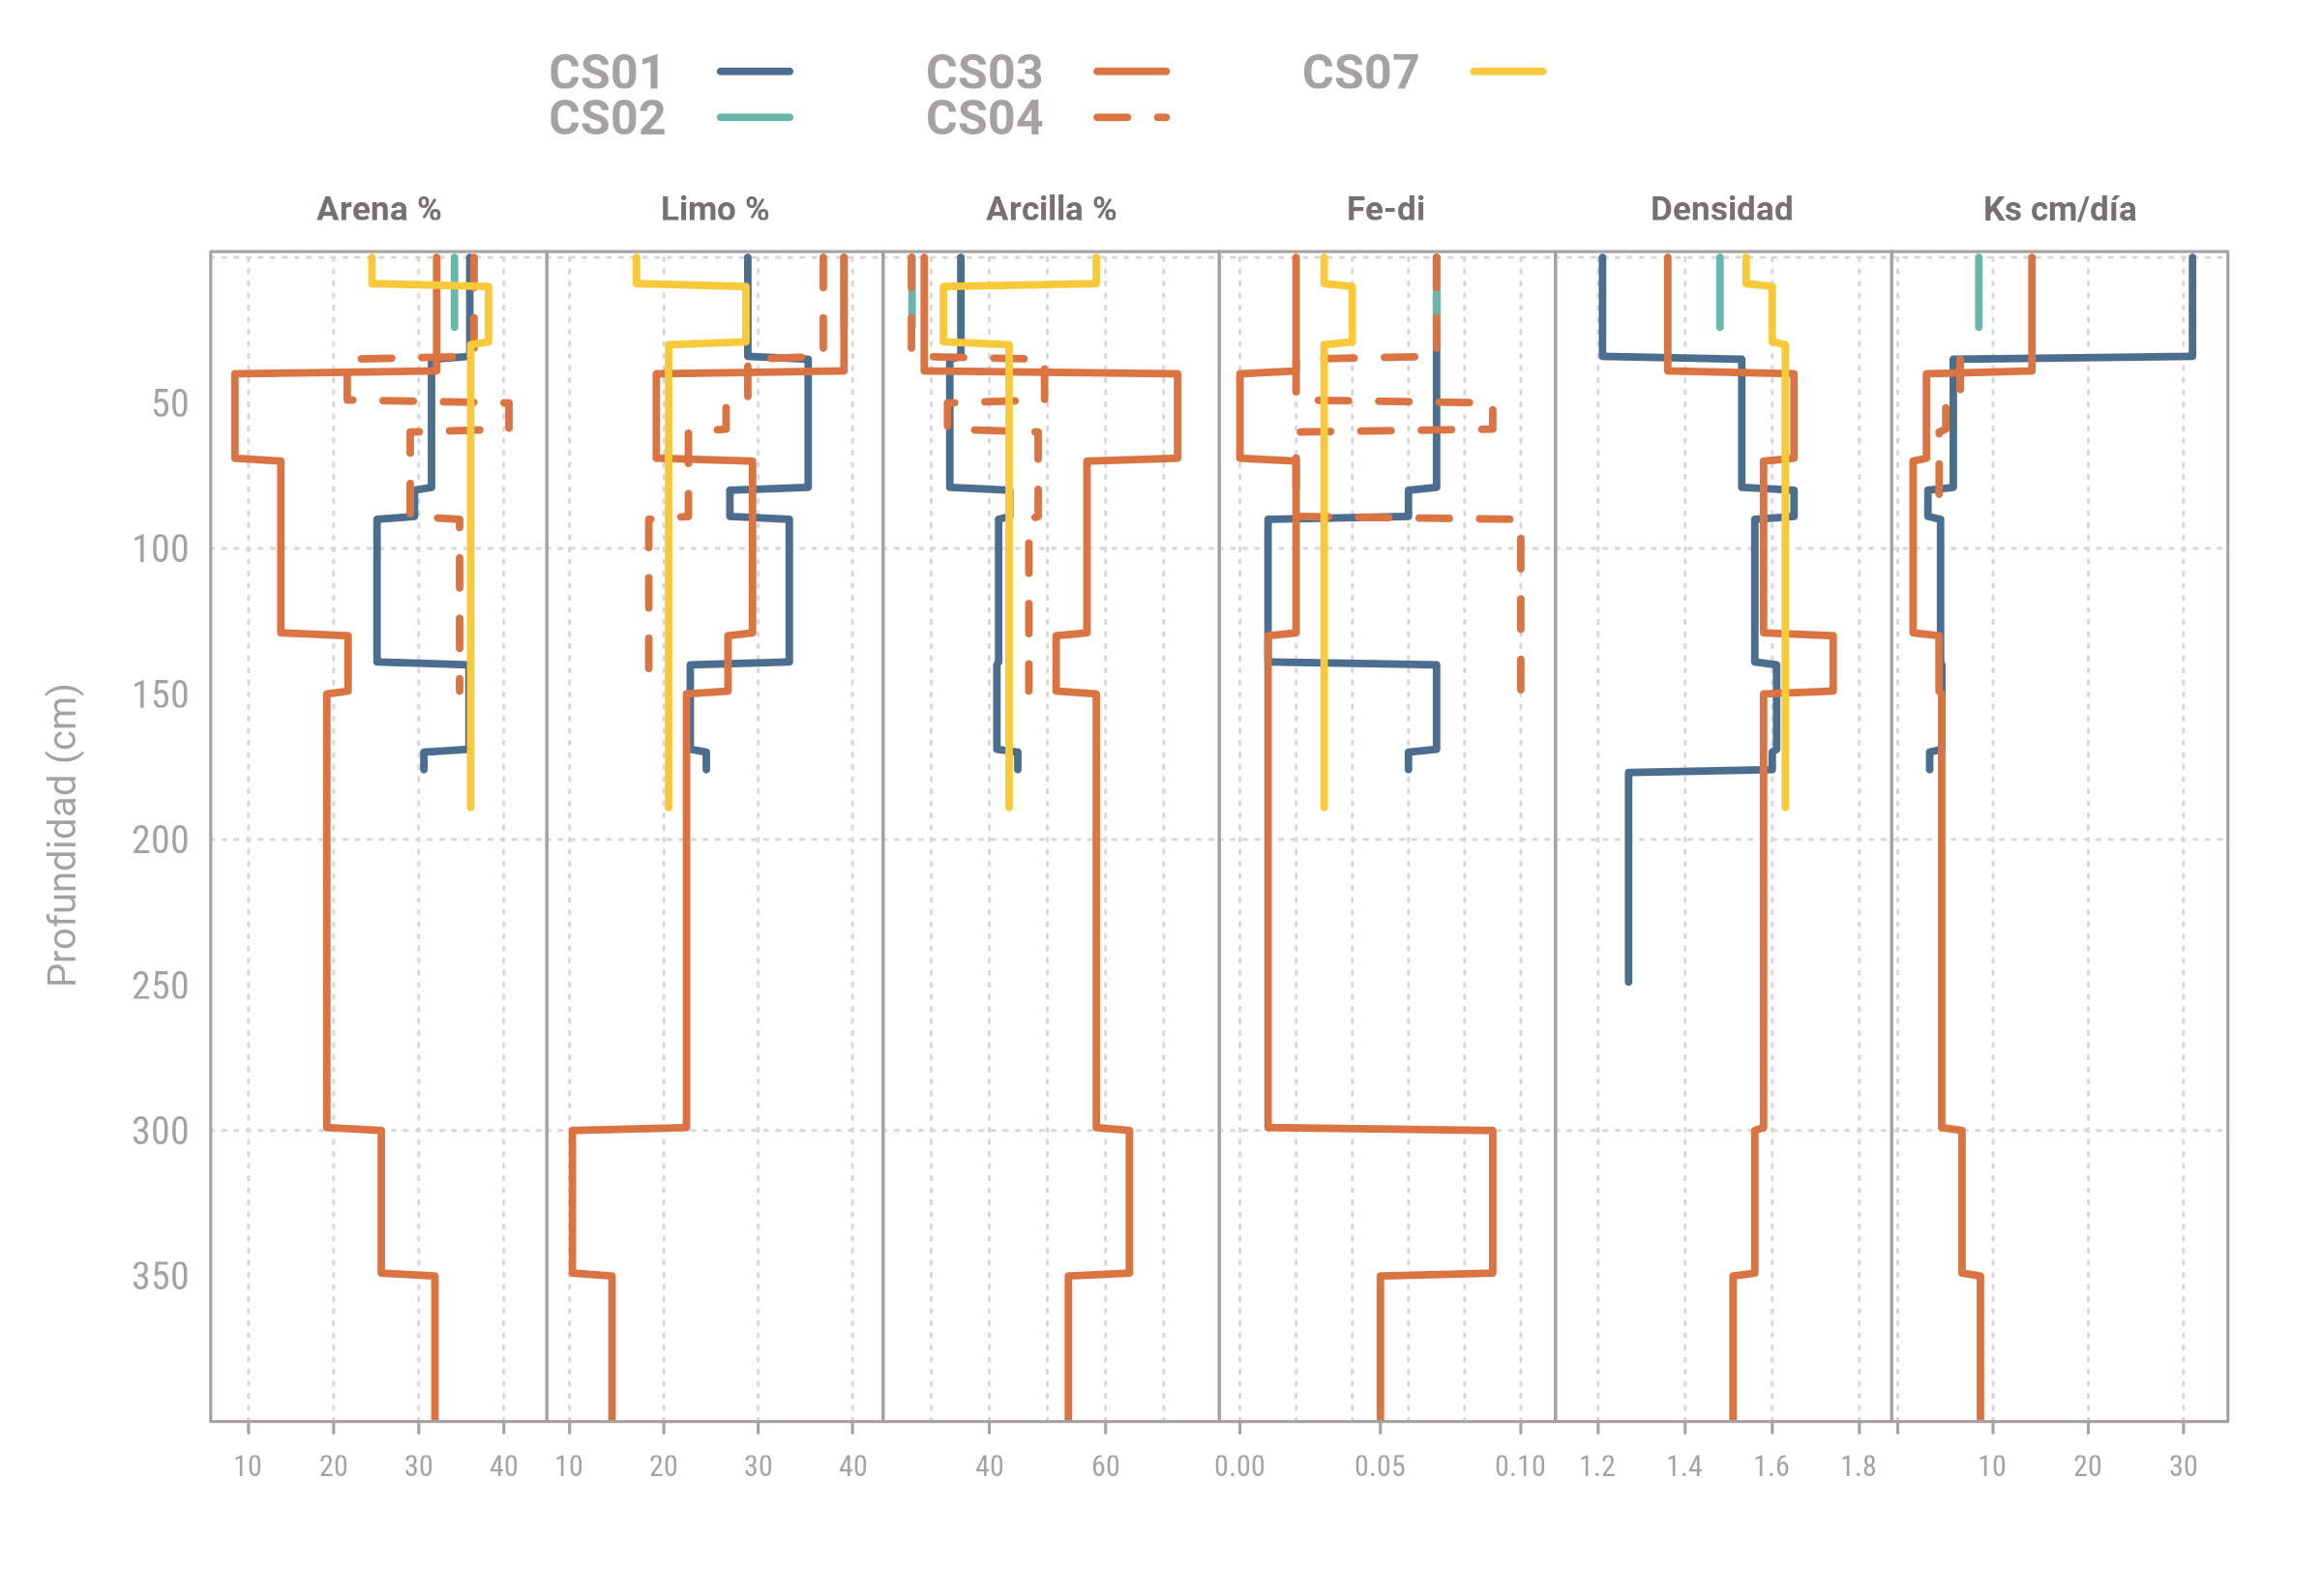 CS01 CS03 CS07
CS02 CS04
Arena % Limo % Arcilla % Fe-di Densidad Ks cm/día
Profundidad (cm)
50
100
150
200
250
300
350
10 20 30 40 10 20 30 40 40 60 0.00 0.05 0.10 1.2 1.4 1.6 1.8 10 20 30